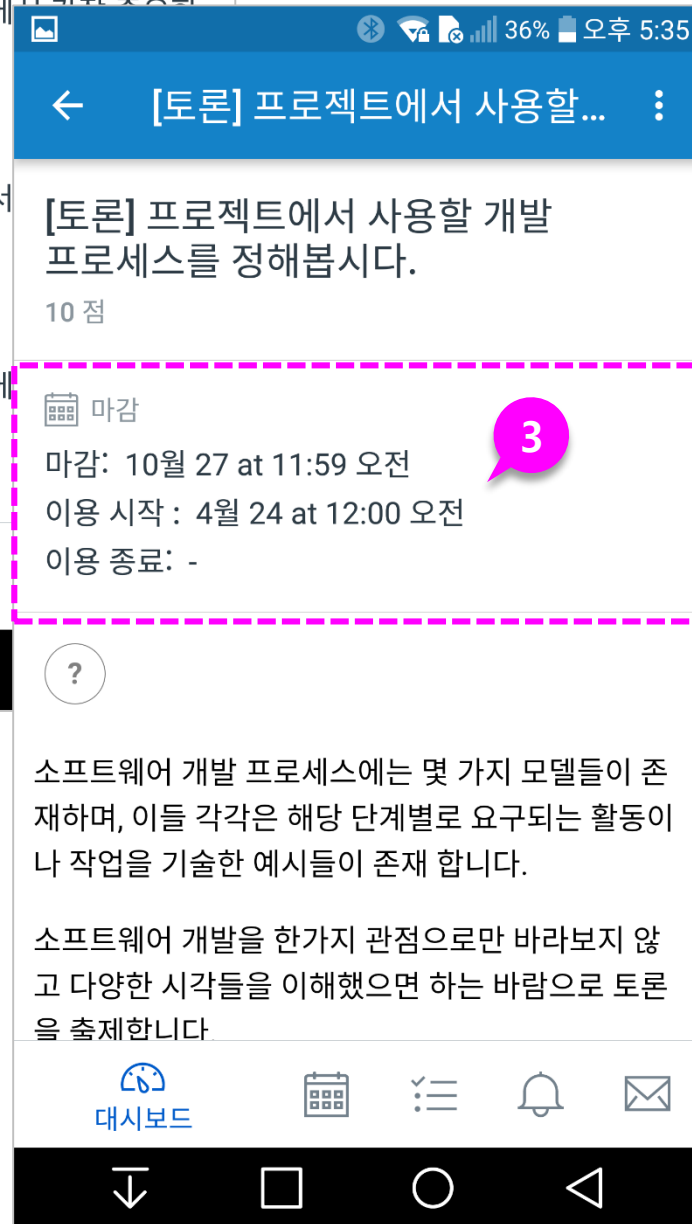 36% 오후 5:35
[토론] 프로젝트에서 사용할...
[토론] 프로젝트에서 사용할 개발
프로세스를 정해봅시다.
10 점
마감
3
마감: 10월 27 at 11:59 오전
이용 시작 : 4월 24 at 12:00 오전
이용 종료: -
?
소프트웨어 개발 프로세스에는 몇 가지 모델들이 존
재하며, 이들 각각은 해당 단계별로 요구되는 활동이
나 작업을 기술한 예시들이 존재 합니다.
소프트웨어 개발을 한가지 관점으로만 바라보지 않
고 다양한 시각들을 이해했으면 하는 바람으로 토론
을 출제합니다.
대시보드